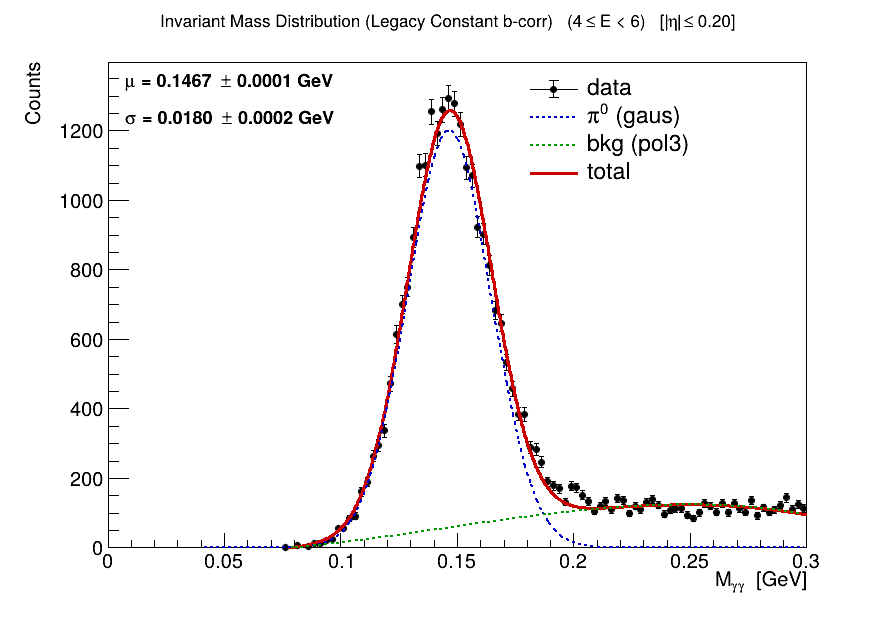 Invariant Mass Distribution (Legacy Constant b-corr) (4 ≤ E < 6) [|η| ≤ 0.20]
μ = 0.1467 ± 0.0001 GeV
σ = 0.0180 ± 0.0002 GeV
data
π⁰ (gaus)
bkg (pol3)
total
Counts
1200
1000
800
600
400
200
0
0 0.05 0.1 0.15 0.2 0.25 0.3
Mγγ [GeV]